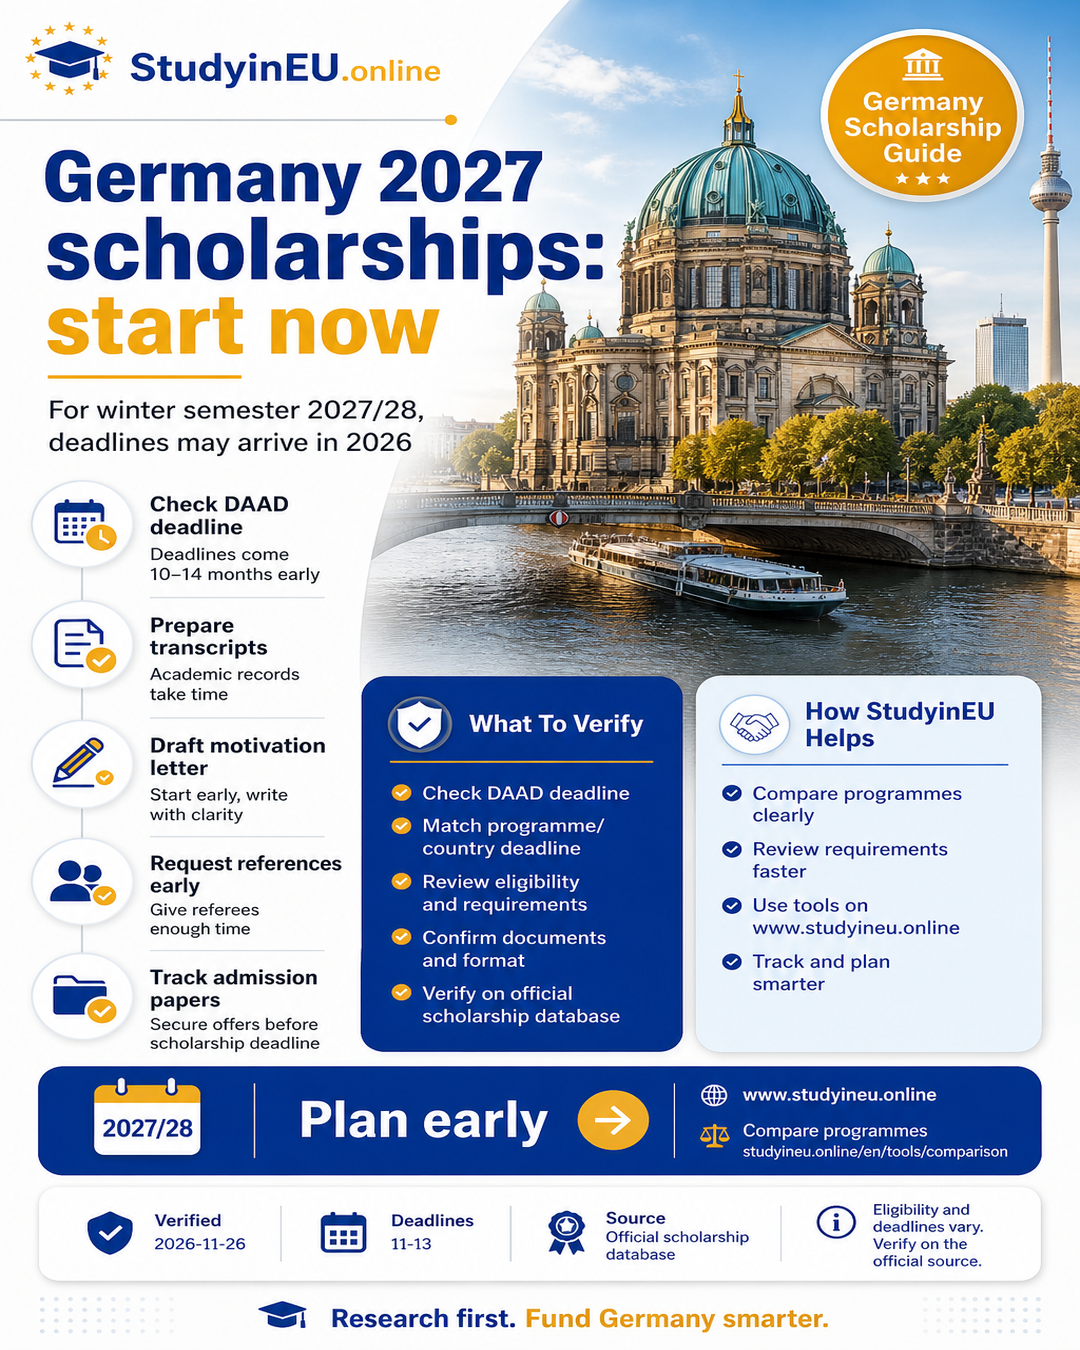 StudyinEU.online
Germany
Scholarship
Guide
Germany 2027
scholarships:
start now
For winter semester 2027/28,
deadlines may arrive in 2026
Check DAAD
deadline
Deadlines come
10–14 months early
Prepare
transcripts
Academic records
take time
Draft motivation
letter
Start early, write
with clarity
Request references
early
Give referees
enough time
Track admission
papers
Secure offers before
scholarship deadline
What To Verify
Check DAAD deadline
Match programme/
country deadline
Review eligibility
and requirements
Confirm documents
and format
Verify on official
scholarship database
How StudyinEU
Helps
Compare programmes
clearly
Review requirements
faster
Use tools on
www.studyineu.online
Track and plan
smarter
2027/28
Plan early
www.studyineu.online
Compare programmes
studyineu.online/en/tools/comparison
Verified
2026-11-26
Deadlines
11-13
Source
Official scholarship
database
Eligibility and
deadlines vary.
Verify on the
official source.
Research first. Fund Germany smarter.